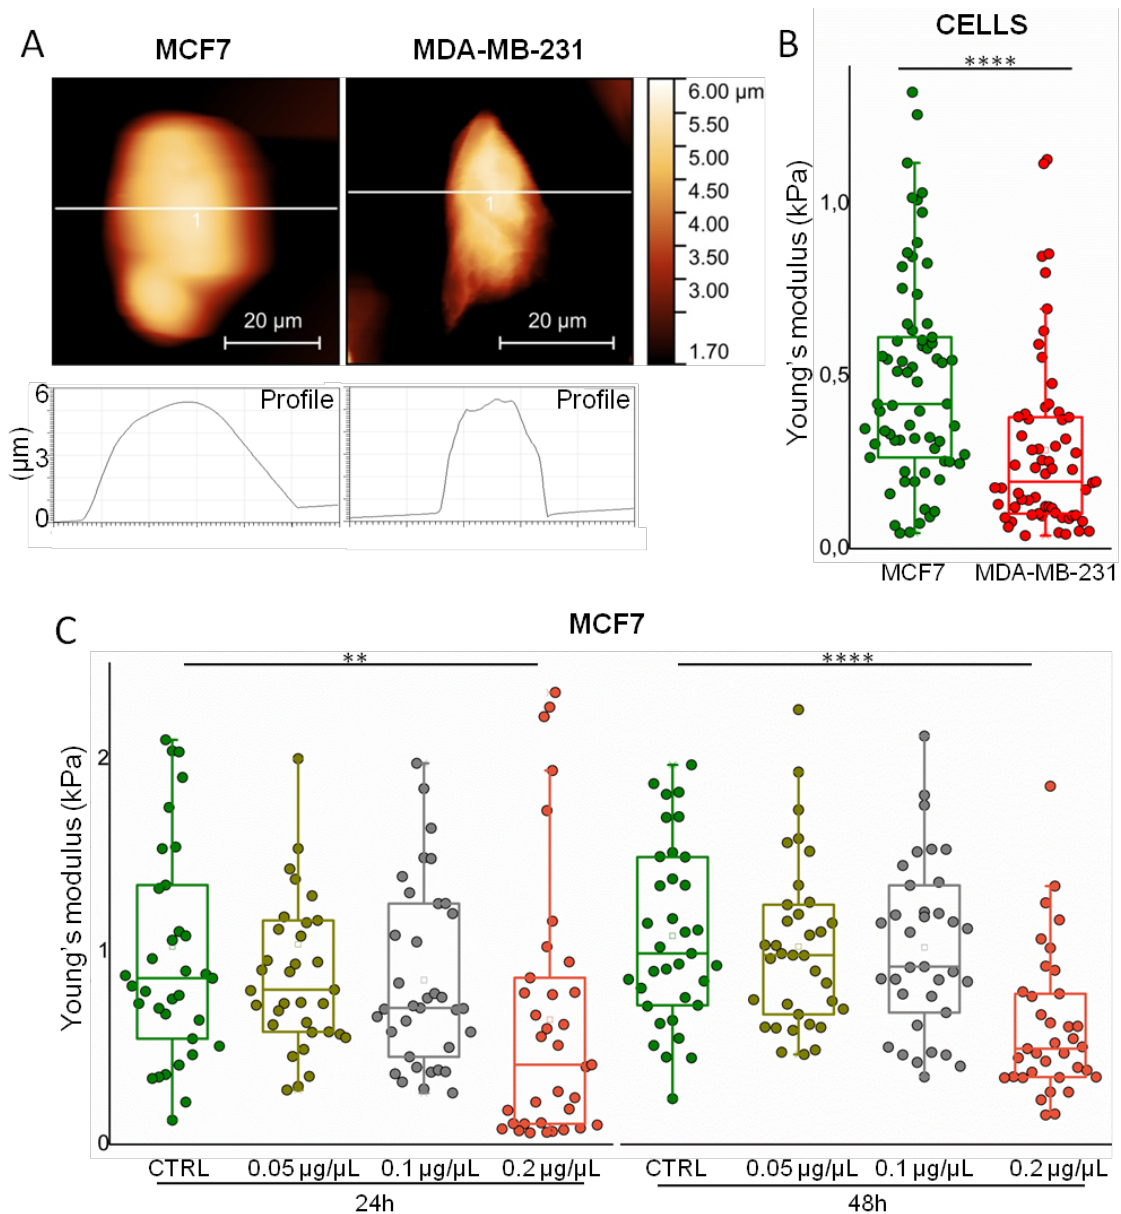 A
MCF7
MDA-MB-231
1
1
20 µm
20 µm
6.00 µm
5.50
5.00
4.50
4.00
3.50
3.00
1.70
Profile
Profile
6
3
0
(µm)
B
CELLS
****
Young's modulus (kPa)
1,0
0,5
0,0
MCF7
MDA-MB-231
C
MCF7
**
****
Young's modulus (kPa)
2
1
0
CTRL
0.05 µg/µL
0.1 µg/µL
0.2 µg/µL
CTRL
0.05 µg/µL
0.1 µg/µL
0.2 µg/µL
24h
48h